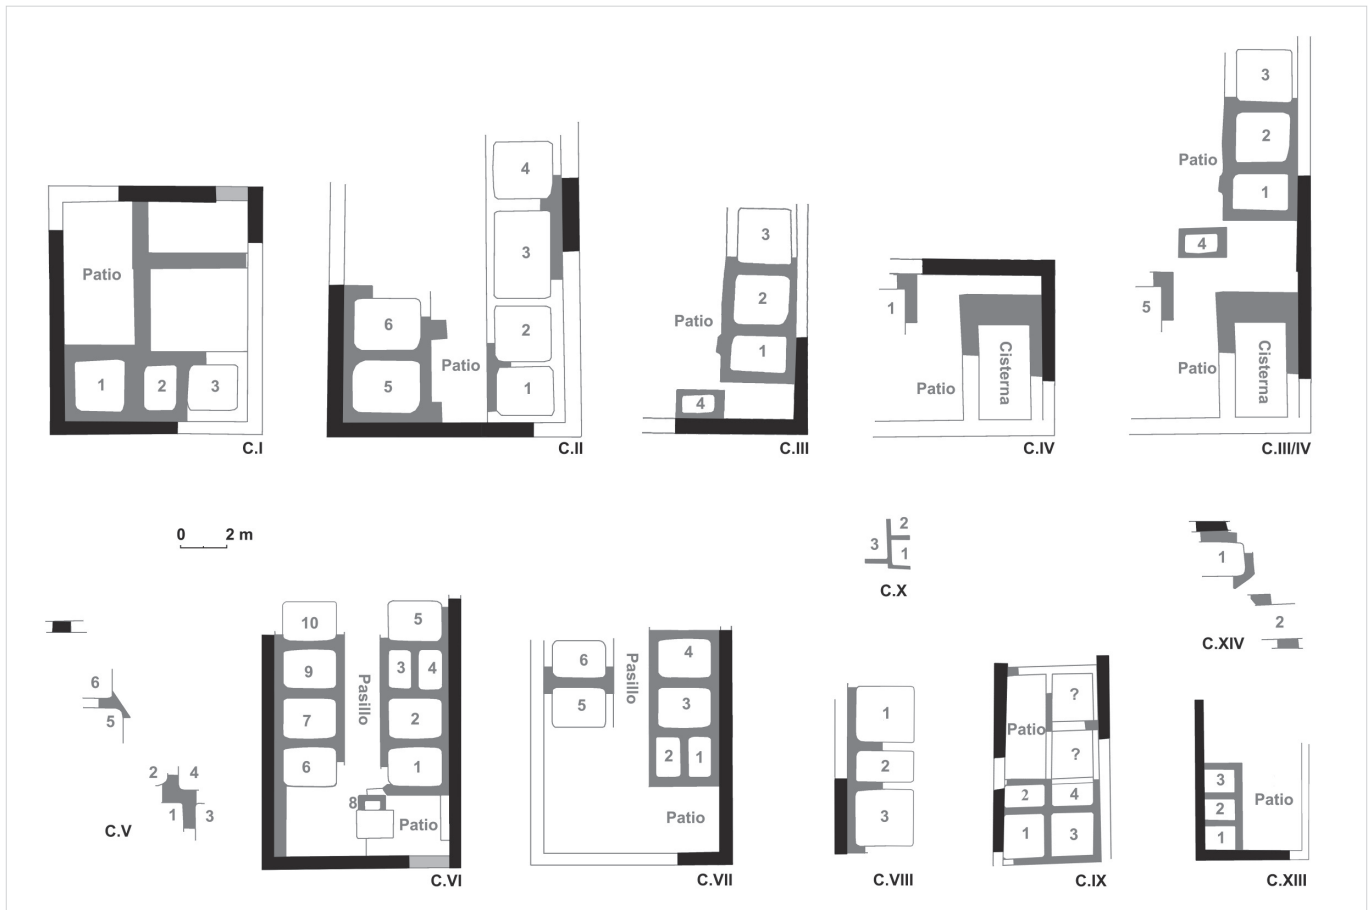 Patio
1
2
3
C.I
4
3
6
2
Patio
5
1
C.II
3
2
Patio
1
4
C.III
1
Cisterna
Patio
C.IV
3
2
Patio
1
4
5
Cisterna
Patio
C.III/IV
0 2 m
6
5
2 4
1 3
C.V
10 5
9 3 4
Pasillo
7 2
6 1
8
Patio
C.VI
6
Pasillo
4
5
3
2 1
Patio
C.VII
2
3
1
C.X
1
2
3
C.VIII
?
Patio
?
2 4
1 3
C.IX
1
2
C.XIV
3
2
1
Patio
C.XIII